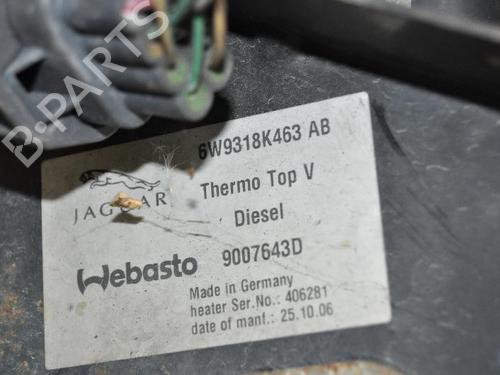 B-PARTS
6W9318K463 AB
JAGUAR
Thermo Top V
Diesel
Webasto
9007643D
Made in Germany
heater Ser.No.: 406281
date of manf.: 25.10.06